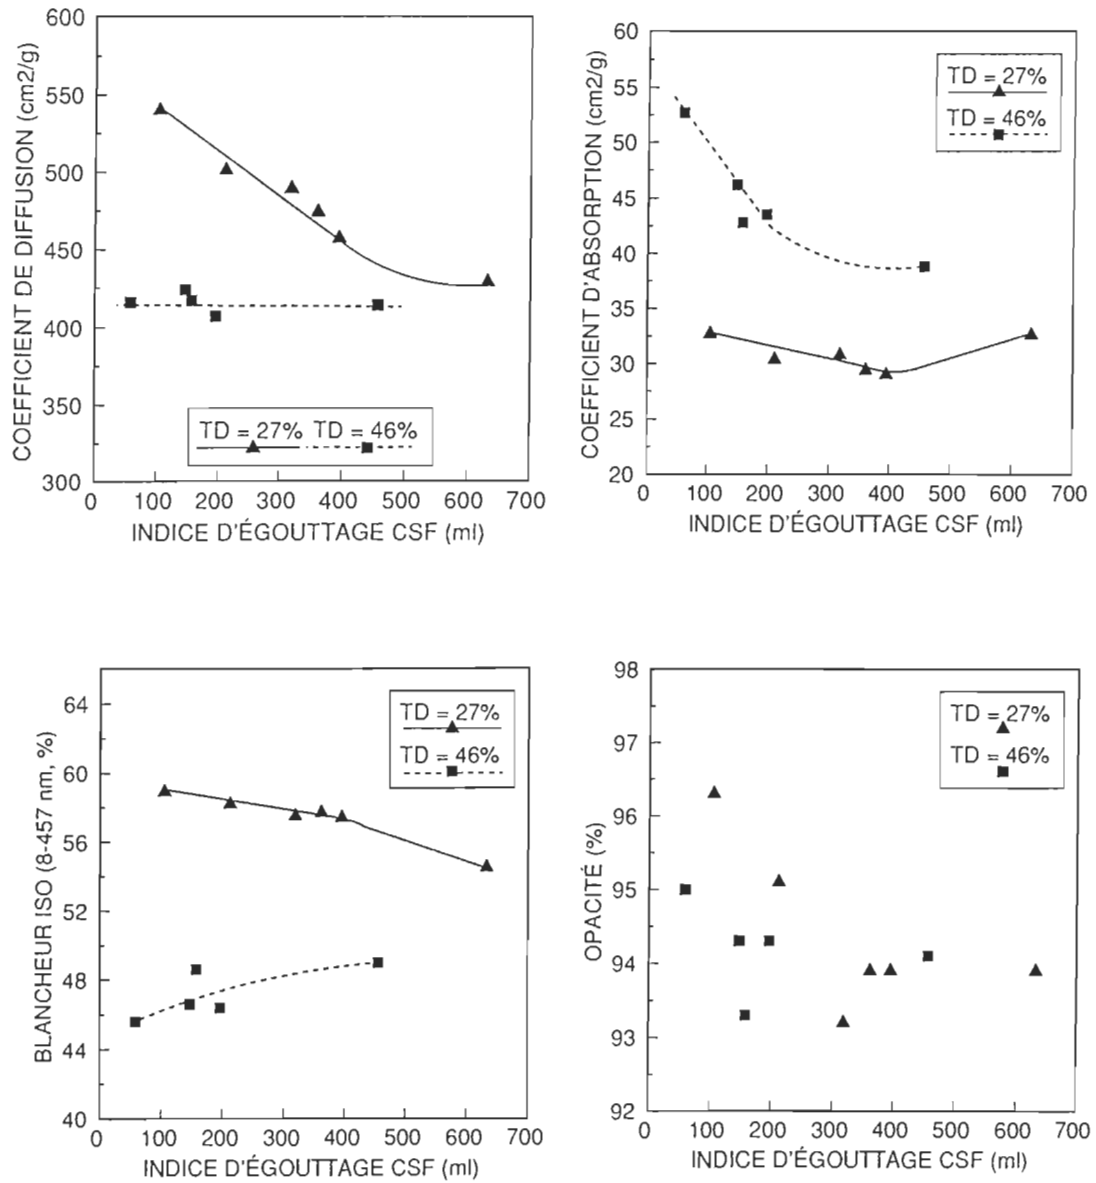 600
550
500
450
400
350
300
COEFFICIENT DE DIFFUSION (cm2/g)
TD = 27% TD = 46%
0 100 200 300 400 500 600 700
INDICE D'ÉGOUTTAGE CSF (ml)
60
55
50
45
40
35
30
25
20
COEFFICIENT D'ABSORPTION (cm2/g)
TD = 27%
TD = 46%
0 100 200 300 400 500 600 700
INDICE D'ÉGOUTTAGE CSF (ml)
64
60
56
52
48
44
40
BLANCHEUR ISO (8-457 nm, %)
TD = 27%
TD = 46%
0 100 200 300 400 500 600 700
INDICE D'ÉGOUTTAGE CSF (ml)
98
97
96
95
94
93
92
OPACITÉ (%)
TD = 27%
TD = 46%
0 100 200 300 400 500 600 700
INDICE D'ÉGOUTTAGE CSF (ml)